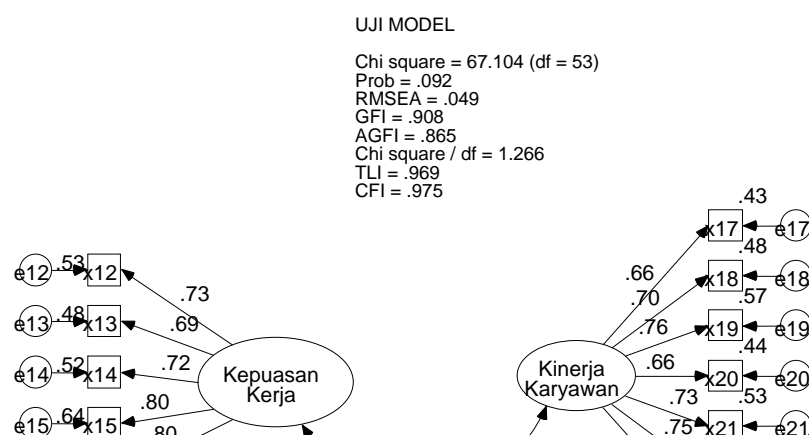 UJI MODEL
Chi square = 67.104 (df = 53)
Prob = .092
RMSEA = .049
GFI = .908
AGFI = .865
Chi square / df = 1.266
TLI = .969
CFI = .975
.43
x17
e17
.48
.66
e12
.53
x12
x18
e18
.70
.57
.73
e13
.48
x13
.69
.76
x19
e19
.44
e14
.52
x14
.72
Kepuasan
Kerja
Kinerja
Karyawan
.66
x20
e20
.53
.73
.80
e15
.64
x15
.75
x21
e21
.80